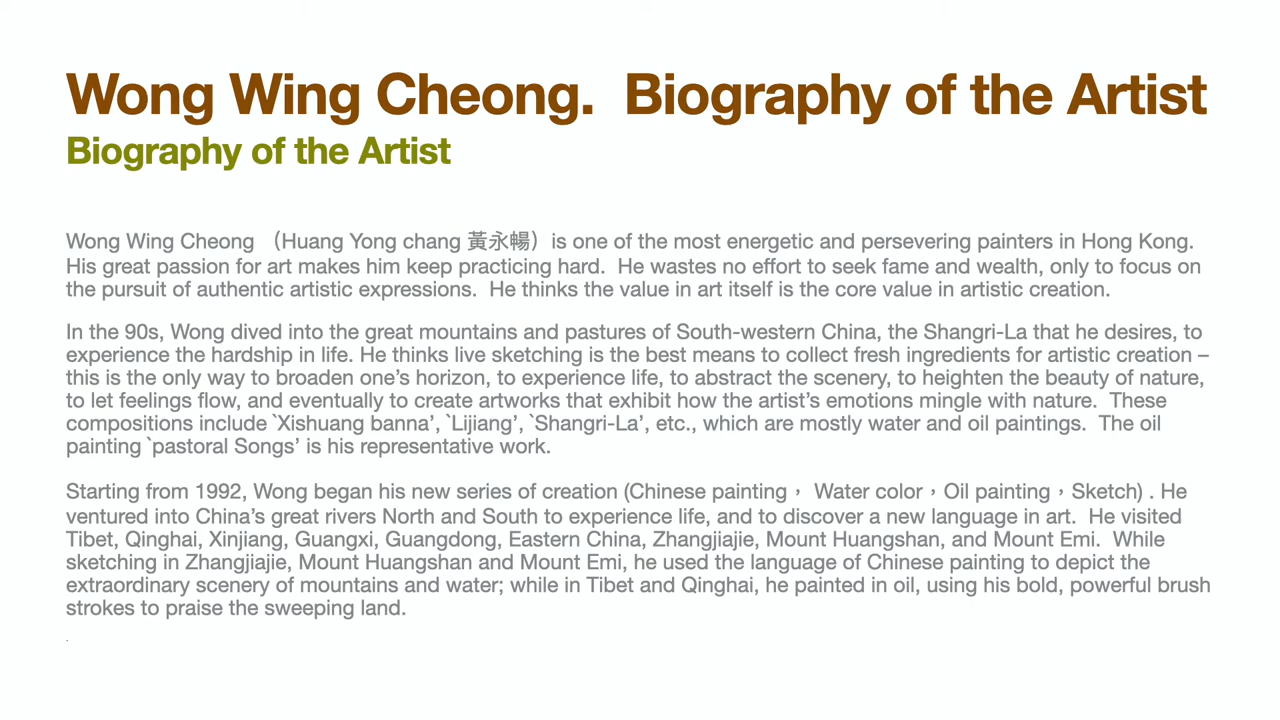 Wong Wing Cheong.  Biography of the Artist
Biography of the Artist
Wong Wing Cheong （Huang Yong chang 黃永暢）is one of the most energetic and persevering painters in Hong Kong.
His great passion for art makes him keep practicing hard.  He wastes no effort to seek fame and wealth, only to focus on
the pursuit of authentic artistic expressions.  He thinks the value in art itself is the core value in artistic creation.
In the 90s, Wong dived into the great mountains and pastures of South-western China, the Shangri-La that he desires, to
experience the hardship in life. He thinks live sketching is the best means to collect fresh ingredients for artistic creation –
this is the only way to broaden one’s horizon, to experience life, to abstract the scenery, to heighten the beauty of nature,
to let feelings flow, and eventually to create artworks that exhibit how the artist’s emotions mingle with nature.  These
compositions include `Xishuang banna’, `Lijiang’, `Shangri-La’, etc., which are mostly water and oil paintings.  The oil
painting `pastoral Songs’ is his representative work.
Starting from 1992, Wong began his new series of creation (Chinese painting， Water color，Oil painting，Sketch) . He
ventured into China’s great rivers North and South to experience life, and to discover a new language in art.  He visited
Tibet, Qinghai, Xinjiang, Guangxi, Guangdong, Eastern China, Zhangjiajie, Mount Huangshan, and Mount Emi.  While
sketching in Zhangjiajie, Mount Huangshan and Mount Emi, he used the language of Chinese painting to depict the
extraordinary scenery of mountains and water; while in Tibet and Qinghai, he painted in oil, using his bold, powerful brush
strokes to praise the sweeping land.
.